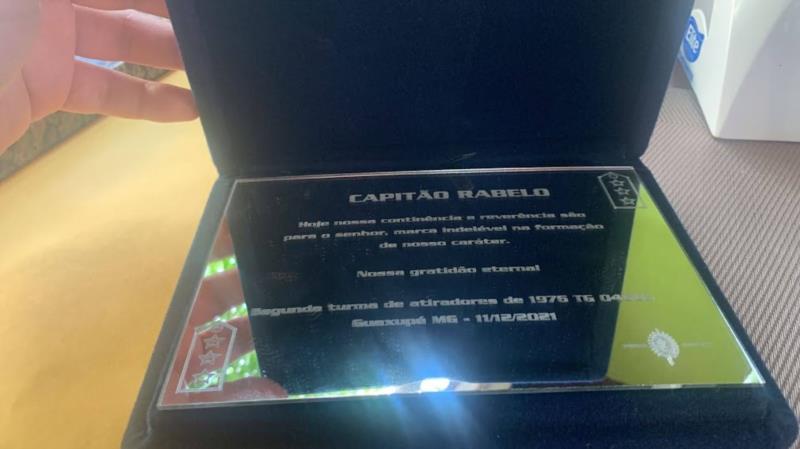 Elite
CAPITÃO RABELO
Hoje nossa continência e reverência são
para o senhor, marca indelével na formação
de nosso caráter.
Nossa gratidão eterna!
Segunda turma de atiradores de 1976 TG
Guaxupé MG - 11/12/2021